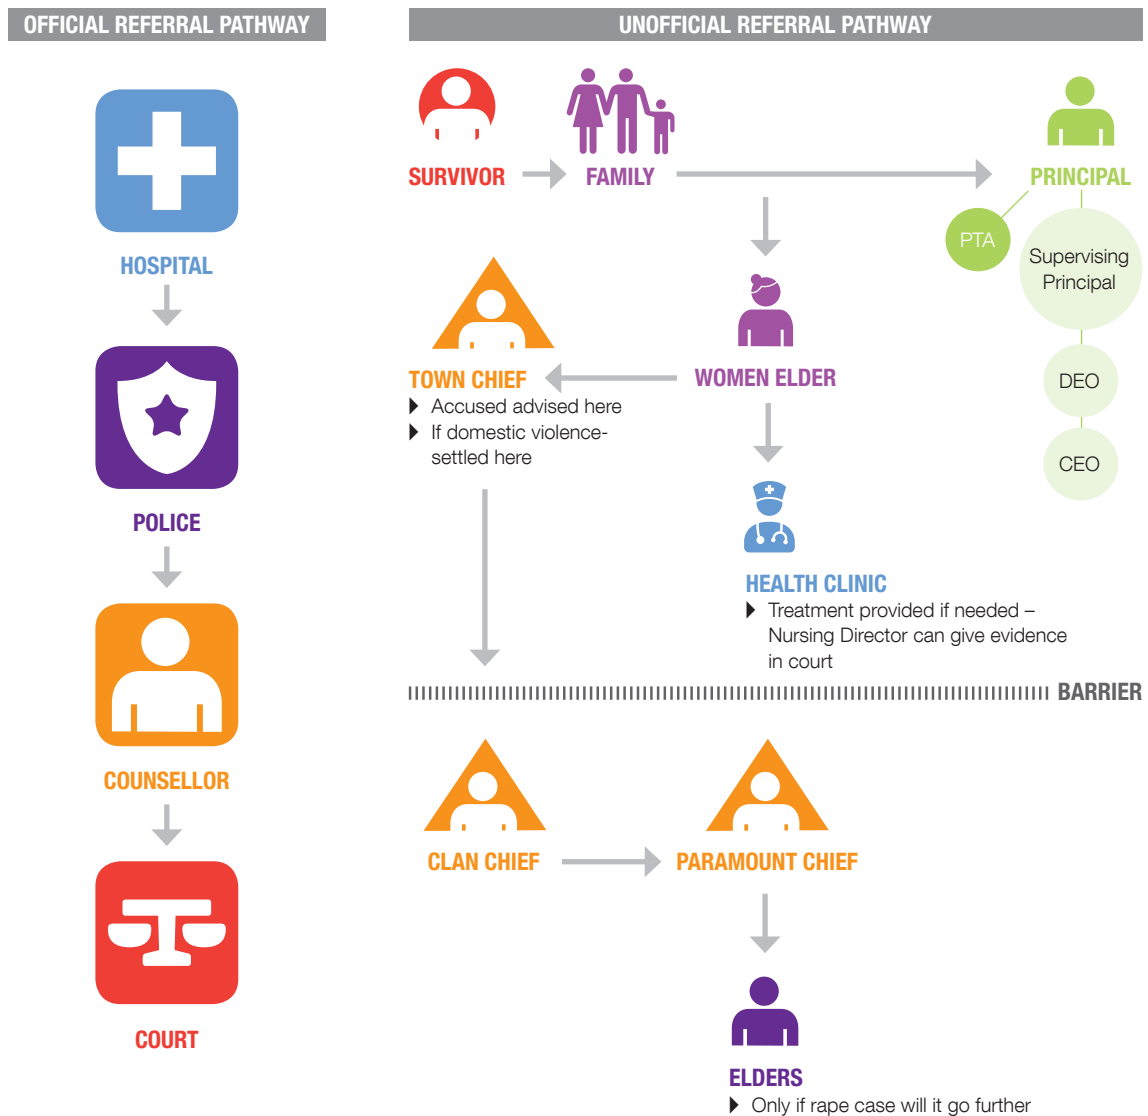 OFFICIAL REFERRAL PATHWAY
HOSPITAL
POLICE
COUNSELLOR
COURT
UNOFFICIAL REFERRAL PATHWAY
SURVIVOR
FAMILY
PRINCIPAL
PTA
Supervising
Principal
DEO
CEO
WOMEN ELDER
TOWN CHIEF
Accused advised here
If domestic violence-
settled here
HEALTH CLINIC
Treatment provided if needed –
Nursing Director can give evidence
in court
BARRIER
CLAN CHIEF
PARAMOUNT CHIEF
ELDERS
Only if rape case will it go further